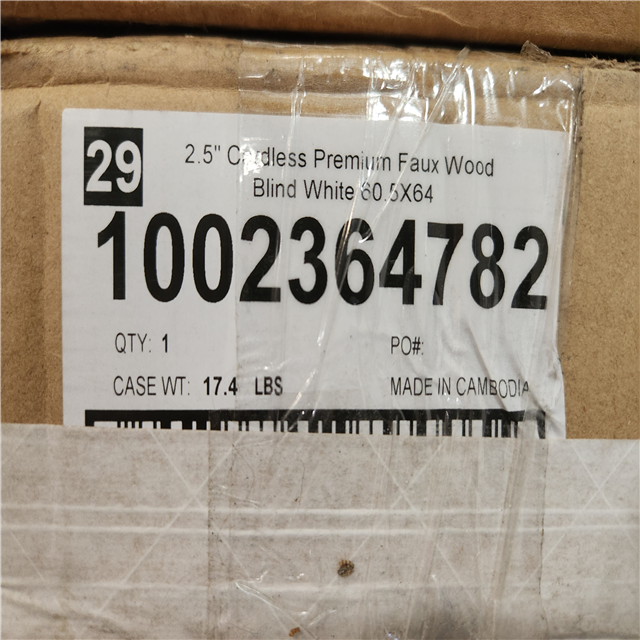 29
2.5" Cordless Premium Faux Wood
Blind White 60.5X64
1002364782
QTY: 1
PO#:
CASE WT: 17.4 LBS
MADE IN CAMBODIA